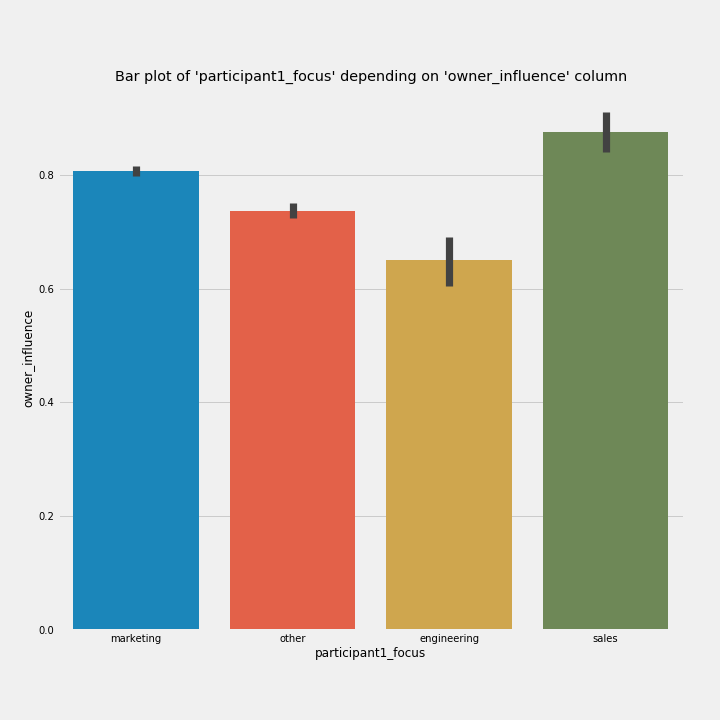 Bar plot of 'participant1_focus' depending on 'owner_influence' column
owner_influence
0.8
0.6
0.4
0.2
0.0
marketing other engineering sales
participant1_focus